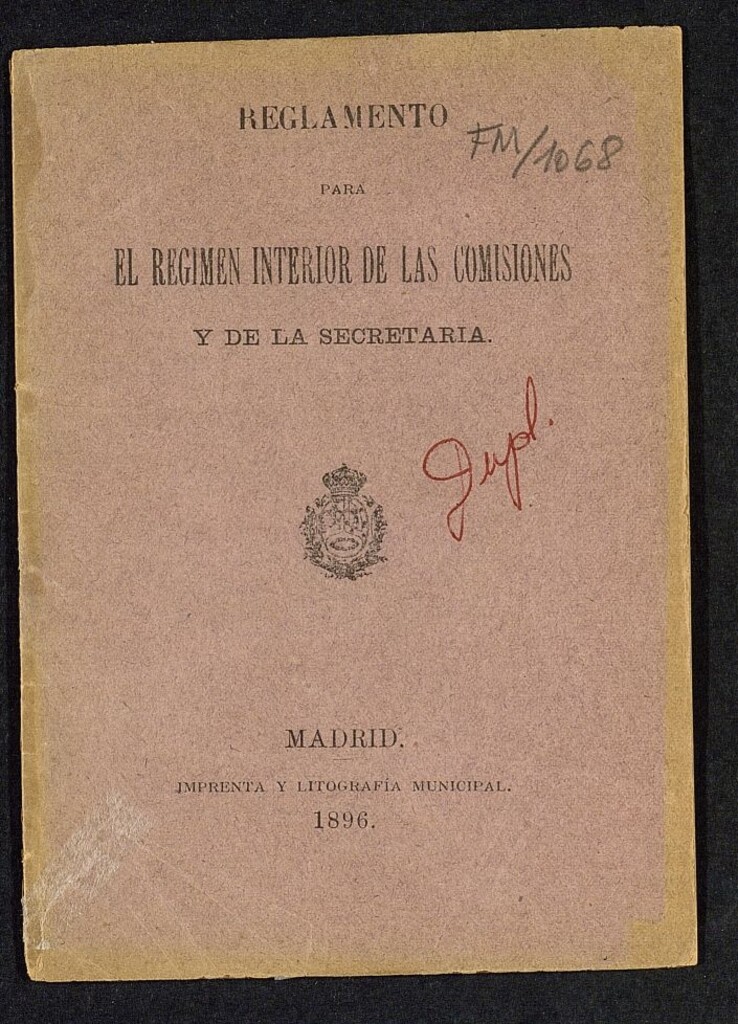 REGLAMENTO
FM/1068
PARA
EL REGIMEN INTERIOR DE LAS COMISIONES
Y DE LA SECRETARIA.
Dupl.
MADRID.
IMPRENTA Y LITOGRAFÍA MUNICIPAL.
1896.